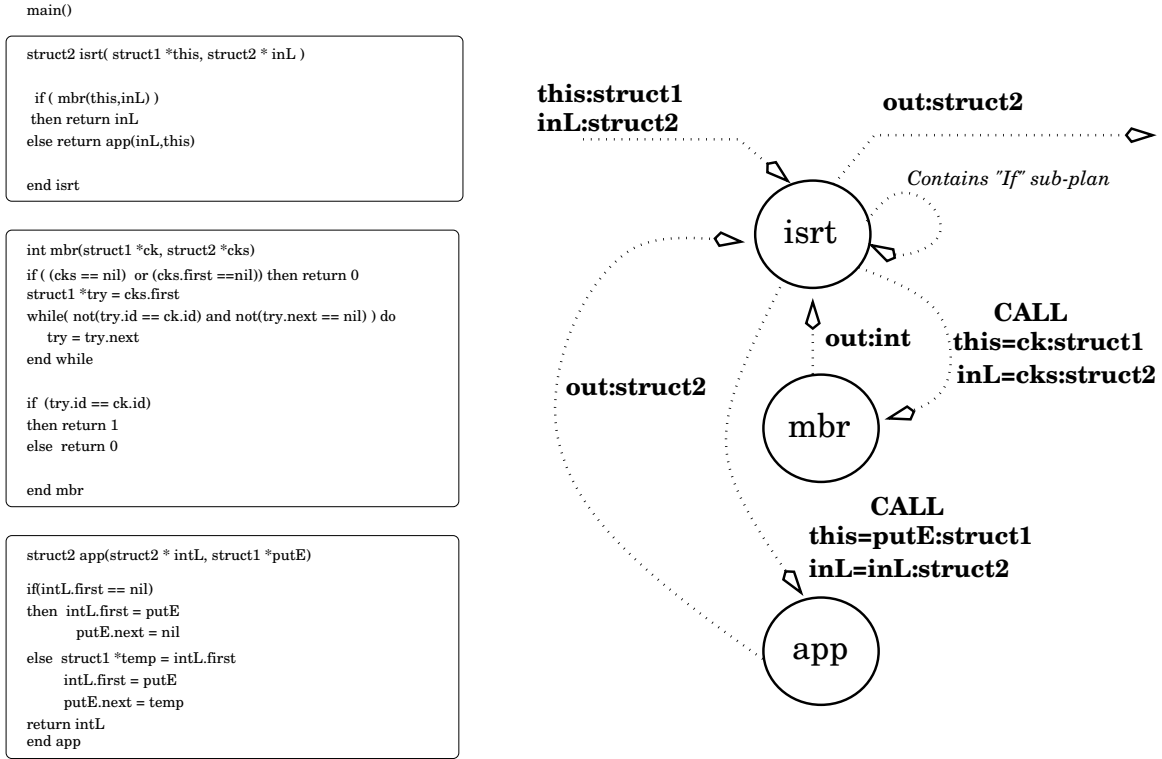 main()
struct2 isrt( struct1 *this, struct2 * inL )
if ( mbr(this,inL) )
then return inL
else return app(inL,this)
end isrt
int mbr(struct1 *ck, struct2 *cks)
if ( (cks == nil)  or (cks.first ==nil)) then return 0
struct1 *try = cks.first
while( not(try.id == ck.id) and not(try.next == nil) ) do
try = try.next
end while
if  (try.id == ck.id)
then return 1
else  return 0
end mbr
struct2 app(struct2 * intL, struct1 *putE)
if(intL.first == nil)
then  intL.first = putE
putE.next = nil
else  struct1 *temp = intL.first
intL.first = putE
putE.next = temp
return intL
end app
this:struct1
inL:struct2
out:struct2
Contains "If" sub-plan
isrt
CALL
this=ck:struct1
inL=cks:struct2
out:int
out:struct2
mbr
CALL
this=putE:struct1
inL=inL:struct2
app